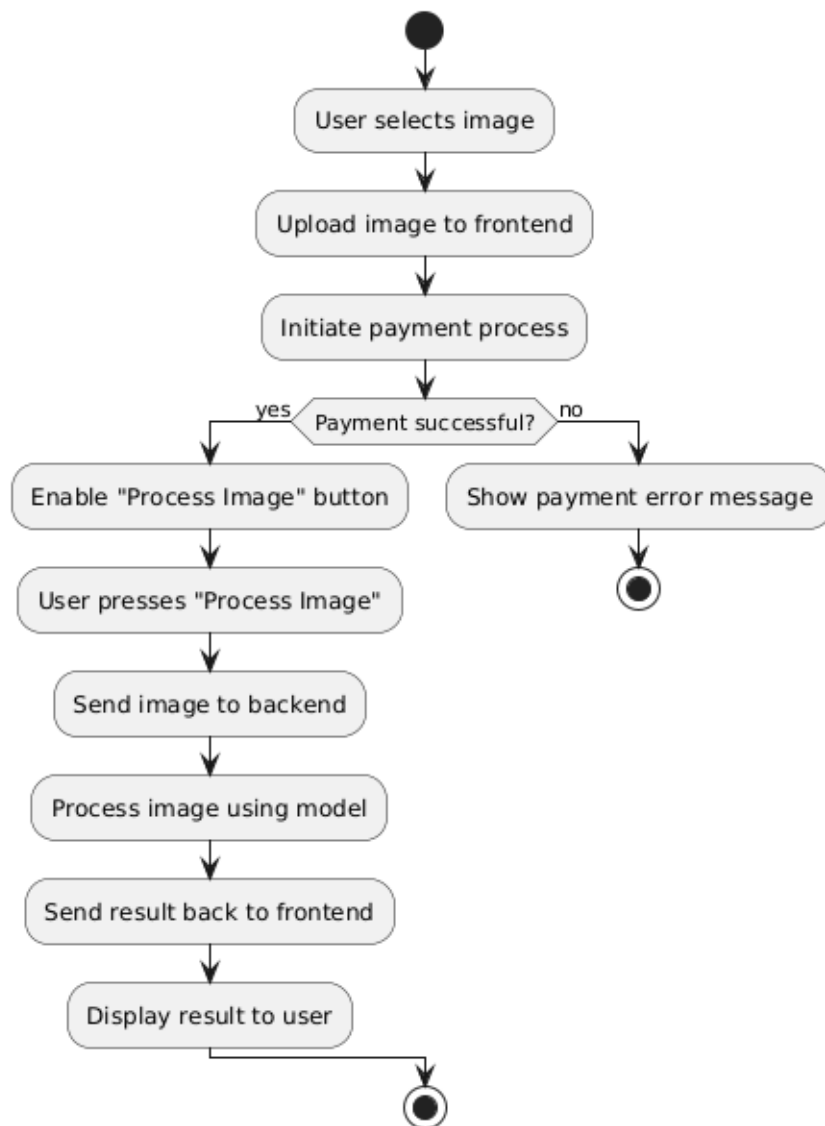 User selects image
Upload image to frontend
Initiate payment process
yes
Payment successful?
no
Enable "Process Image" button
Show payment error message
User presses "Process Image"
Send image to backend
Process image using model
Send result back to frontend
Display result to user